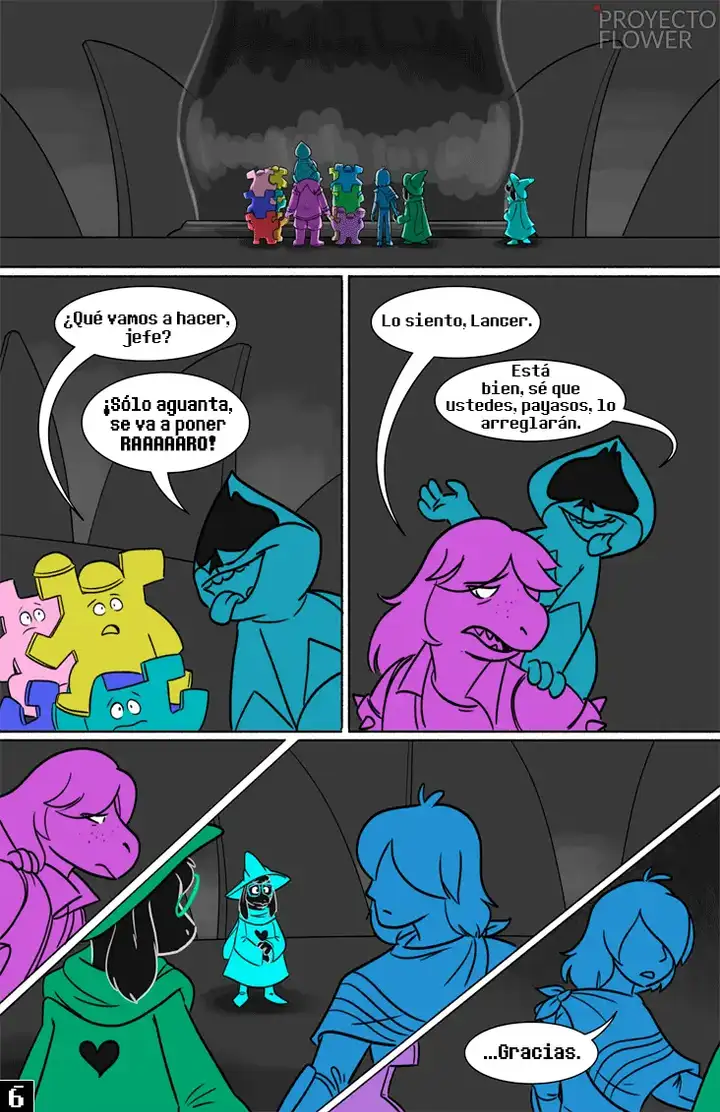 PROYECTO
FLOWER
¿Qué vamos a hacer,
jefe?
¡Sólo aguanta,
se va a poner
RAAAAARO!
Lo siento, Lancer.
Está
bien, sé que
ustedes, payasos, lo
arreglarán.
...Gracias.
6